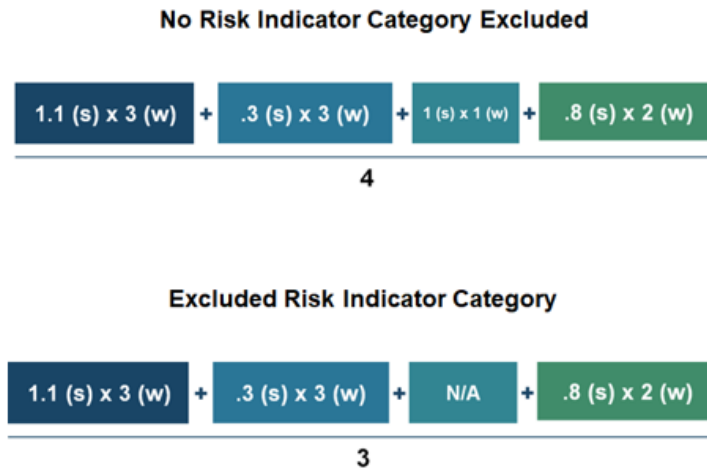 No Risk Indicator Category Excluded
1.1 (s) x 3 (w) + .3 (s) x 3 (w) + 1 (s) x 1 (w) + .8 (s) x 2 (w)
4
Excluded Risk Indicator Category
1.1 (s) x 3 (w) + .3 (s) x 3 (w) + N/A + .8 (s) x 2 (w)
3